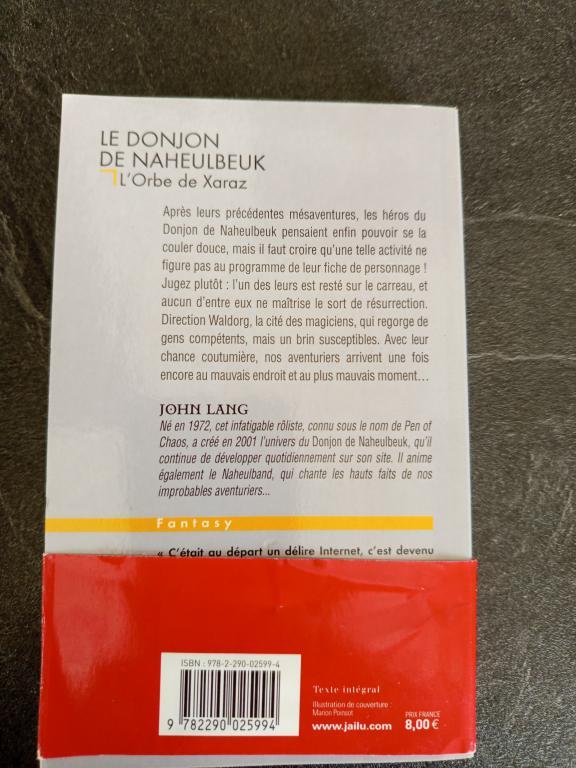 LE DONJON
DE NAHEULBEUK
L'Orbe de Xaraz
Après leurs précédentes mésaventures, les héros du
Donjon de Naheulbeuk pensaient enfin pouvoir se la
couler douce, mais il faut croire qu'une telle activité ne
figure pas au programme de leur fiche de personnage !
Jugez plutôt : l'un des leurs est resté sur le carreau, et
aucun d'entre eux ne maîtrise le sort de résurrection.
Direction Waldorg, la cité des magiciens, qui regorge de
gens compétents, mais un brin susceptibles. Avec leur
chance coutumière, nos aventuriers arrivent une fois
encore au mauvais endroit et au plus mauvais moment...
JOHN LANG
Né en 1972, cet infatigable rôliste, connu sous le nom de Pen of
Chaos, a créé en 2001 l'univers du Donjon de Naheulbeuk, qu'il
continue de développer quotidiennement sur son site. Il anime
également le Naheulband, qui chante les hauts faits de nos
improbables aventuriers...
Fantasy
« C'était au départ un délire Internet, c'est devenu
ISBN : 978-2-290-02599-4
9 782290 025994
Texte intégral
Illustration de couverture :
Marion Poinsot
www.jailu.com
PRIX FRANCE
8,00 €